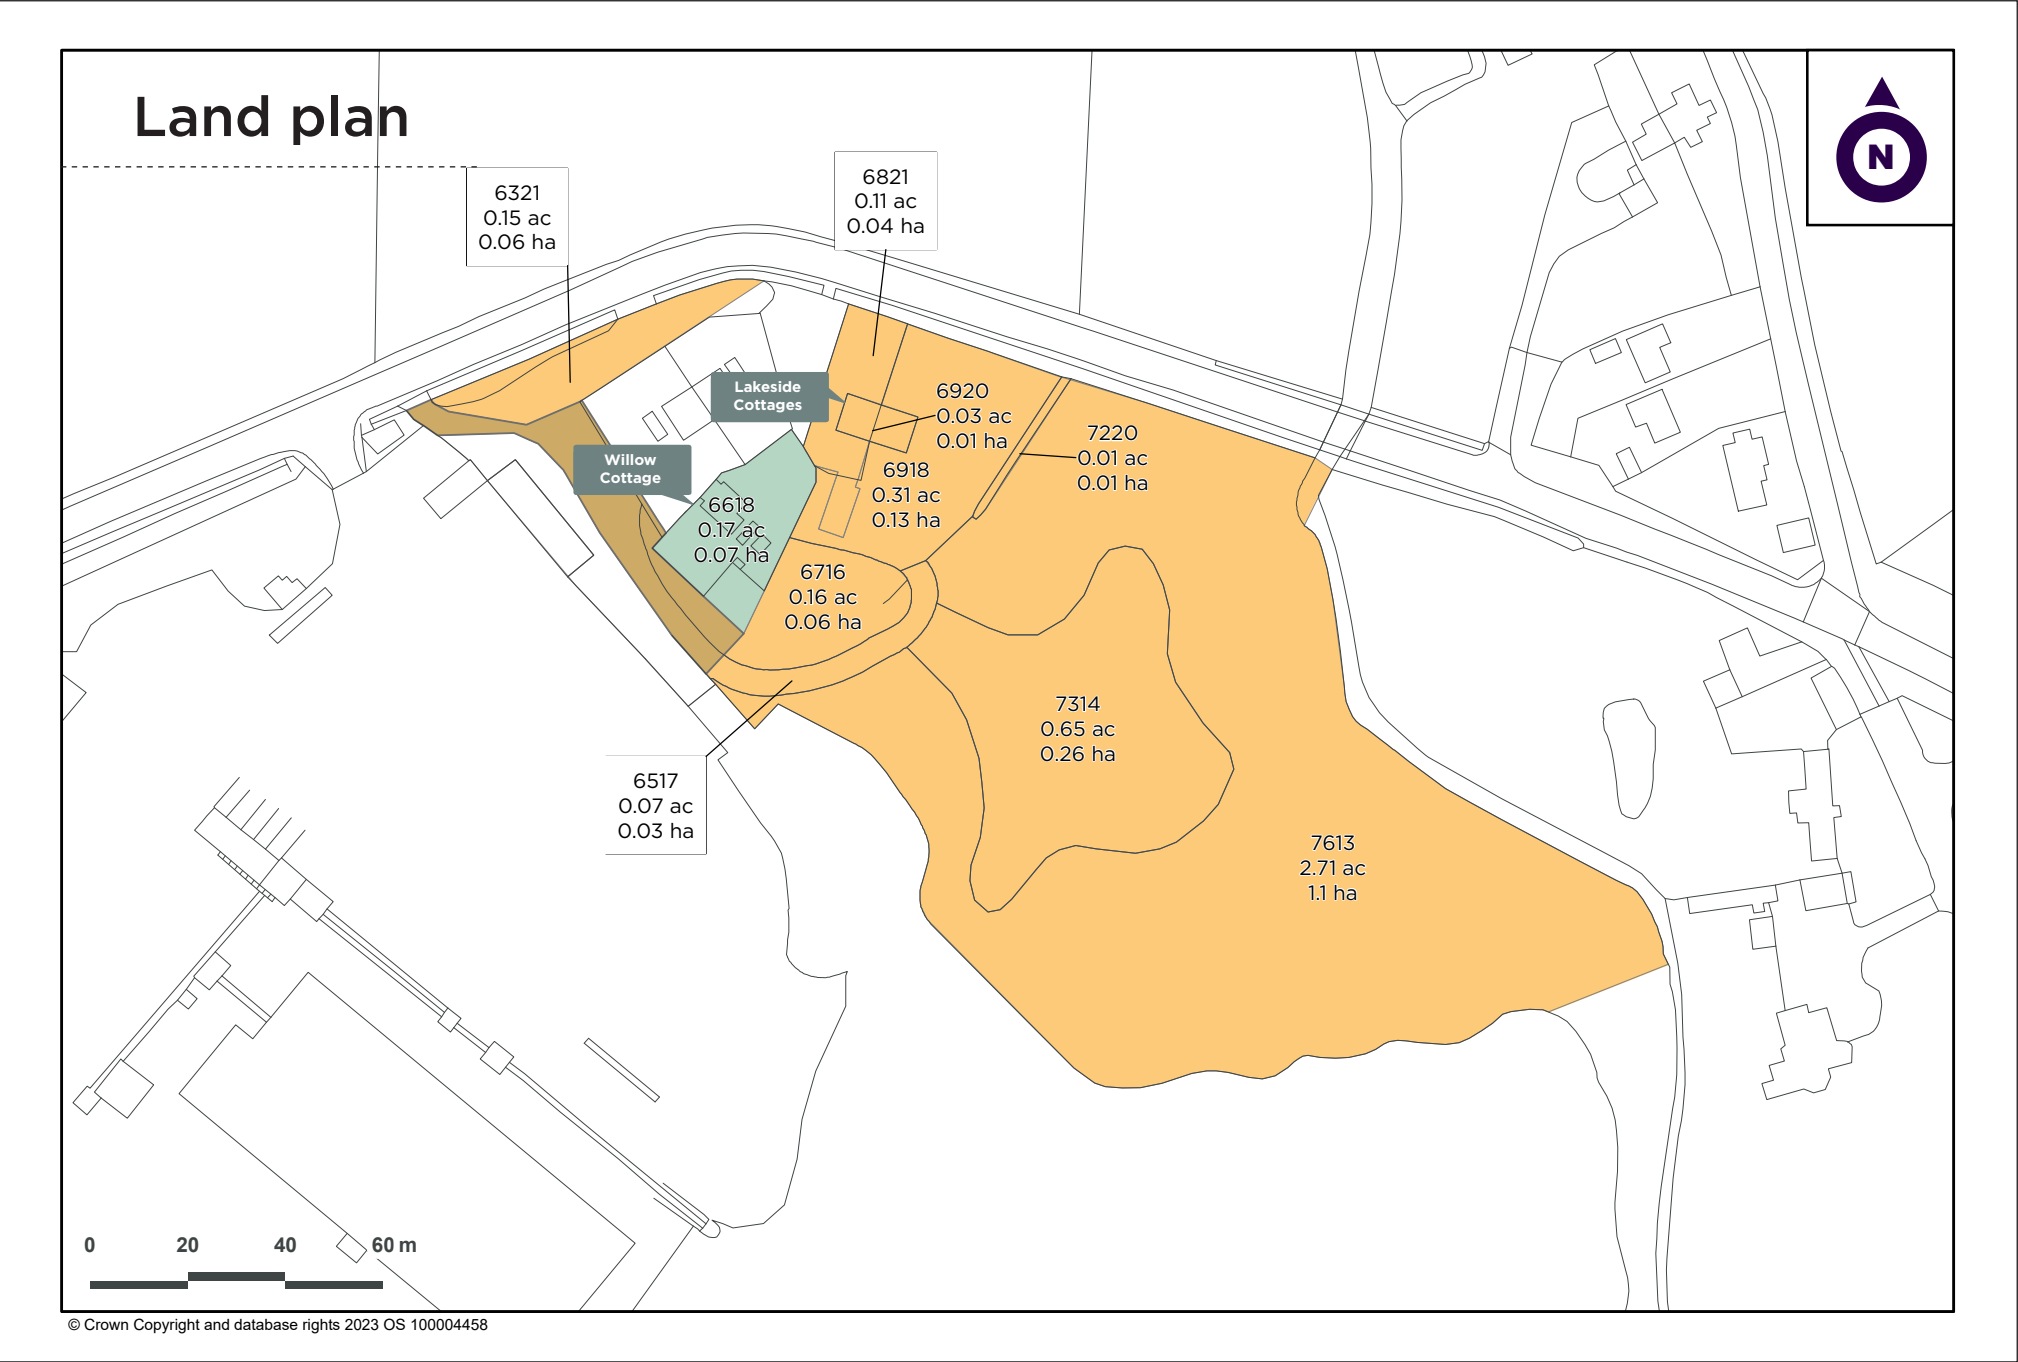 Land plan
N
6321
0.15 ac
0.06 ha
6821
0.11 ac
0.04 ha
Lakeside
Cottages
6920
0.03 ac
0.01 ha
7220
0.01 ac
0.01 ha
Willow
Cottage
6918
0.31 ac
0.13 ha
6618
0.17 ac
0.07 ha
6716
0.16 ac
0.06 ha
7314
0.65 ac
0.26 ha
6517
0.07 ac
0.03 ha
7613
2.71 ac
1.1 ha
0 20 40 60 m
© Crown Copyright and database rights 2023 OS 100004458